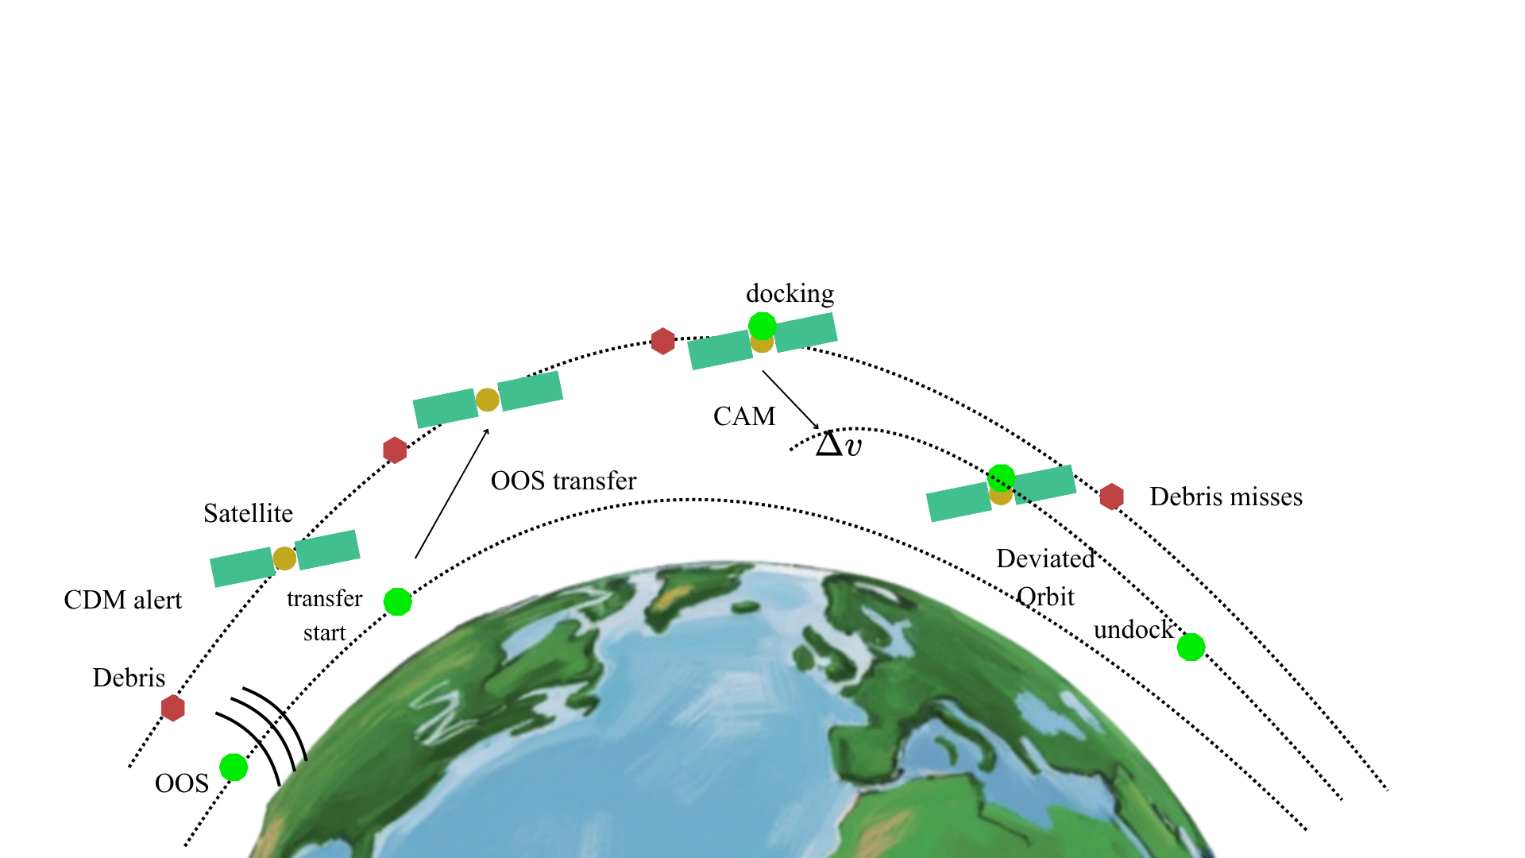 docking
CAM
Δv
OOS transfer
Satellite
Debris misses
Deviated
Orbit
CDM alert
transfer
start
undock
Debris
OOS